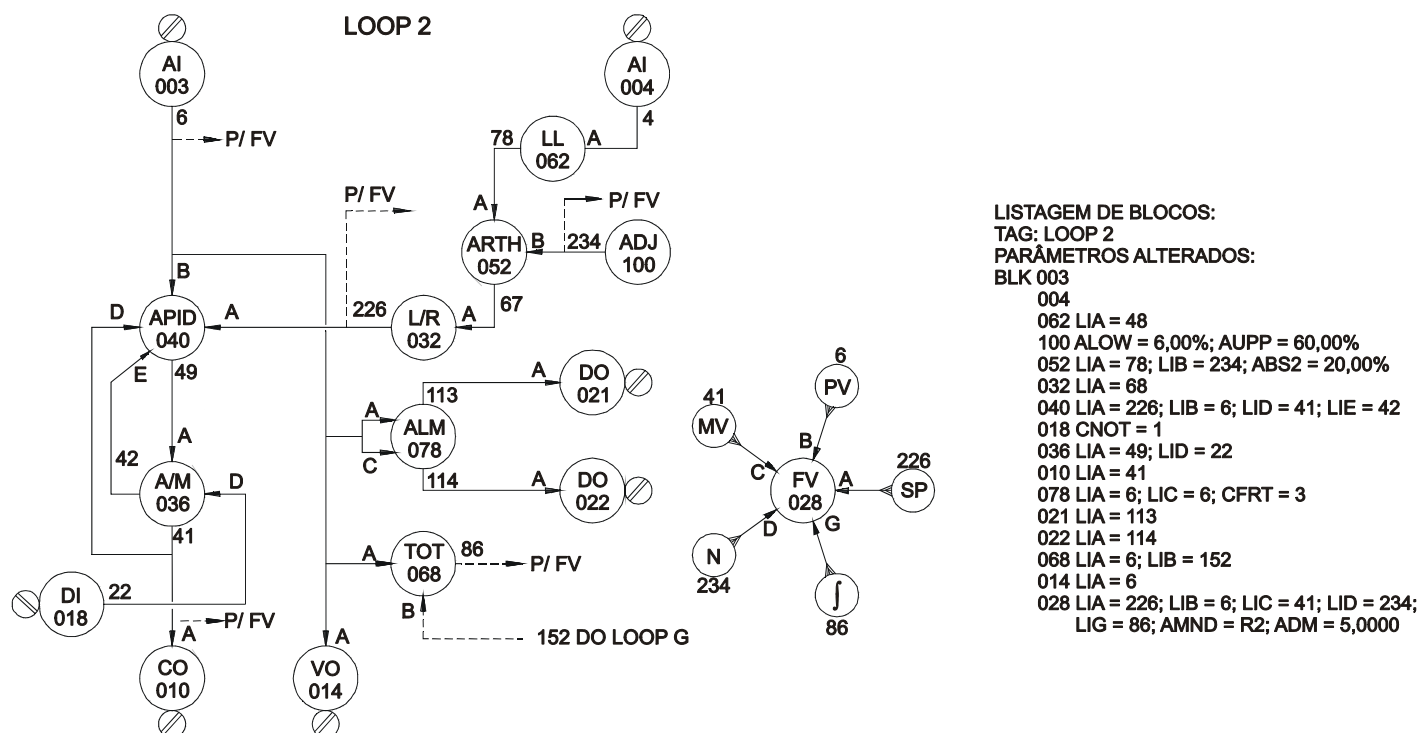 LOOP 2
AI
003
AI
004
6
4
P/ FV
78
LL
062
A
P/ FV
P/ FV
A
ARTH
052
B
234
ADJ
100
B
67
D
APID
040
A
226
L/R
032
A
E
49
A
113
DO
021
A
ALM
078
C
42
A
114
A
DO
022
A/M
036
D
41
A
TOT
068
86
P/ FV
B
DI
018
22
P/ FV
152 DO LOOP G
A
A
CO
010
VO
014
6
PV
41
MV
B
226
C
FV
028
A
SP
D
G
N
234
∫
86
LISTAGEM DE BLOCOS:
TAG: LOOP 2
PARÂMETROS ALTERADOS:
BLK 003
004
062 LIA = 48
100 ALOW = 6,00%; AUPP = 60,00%
052 LIA = 78; LIB = 234; ABS2 = 20,00%
032 LIA = 68
040 LIA = 226; LIB = 6; LID = 41; LIE = 42
018 CNOT = 1
036 LIA = 49; LID = 22
010 LIA = 41
078 LIA = 6; LIC = 6; CFRT = 3
021 LIA = 113
022 LIA = 114
068 LIA = 6; LIB = 152
014 LIA = 6
028 LIA = 226; LIB = 6; LIC = 41; LID = 234;
LIG = 86; AMND = R2; ADM = 5,0000